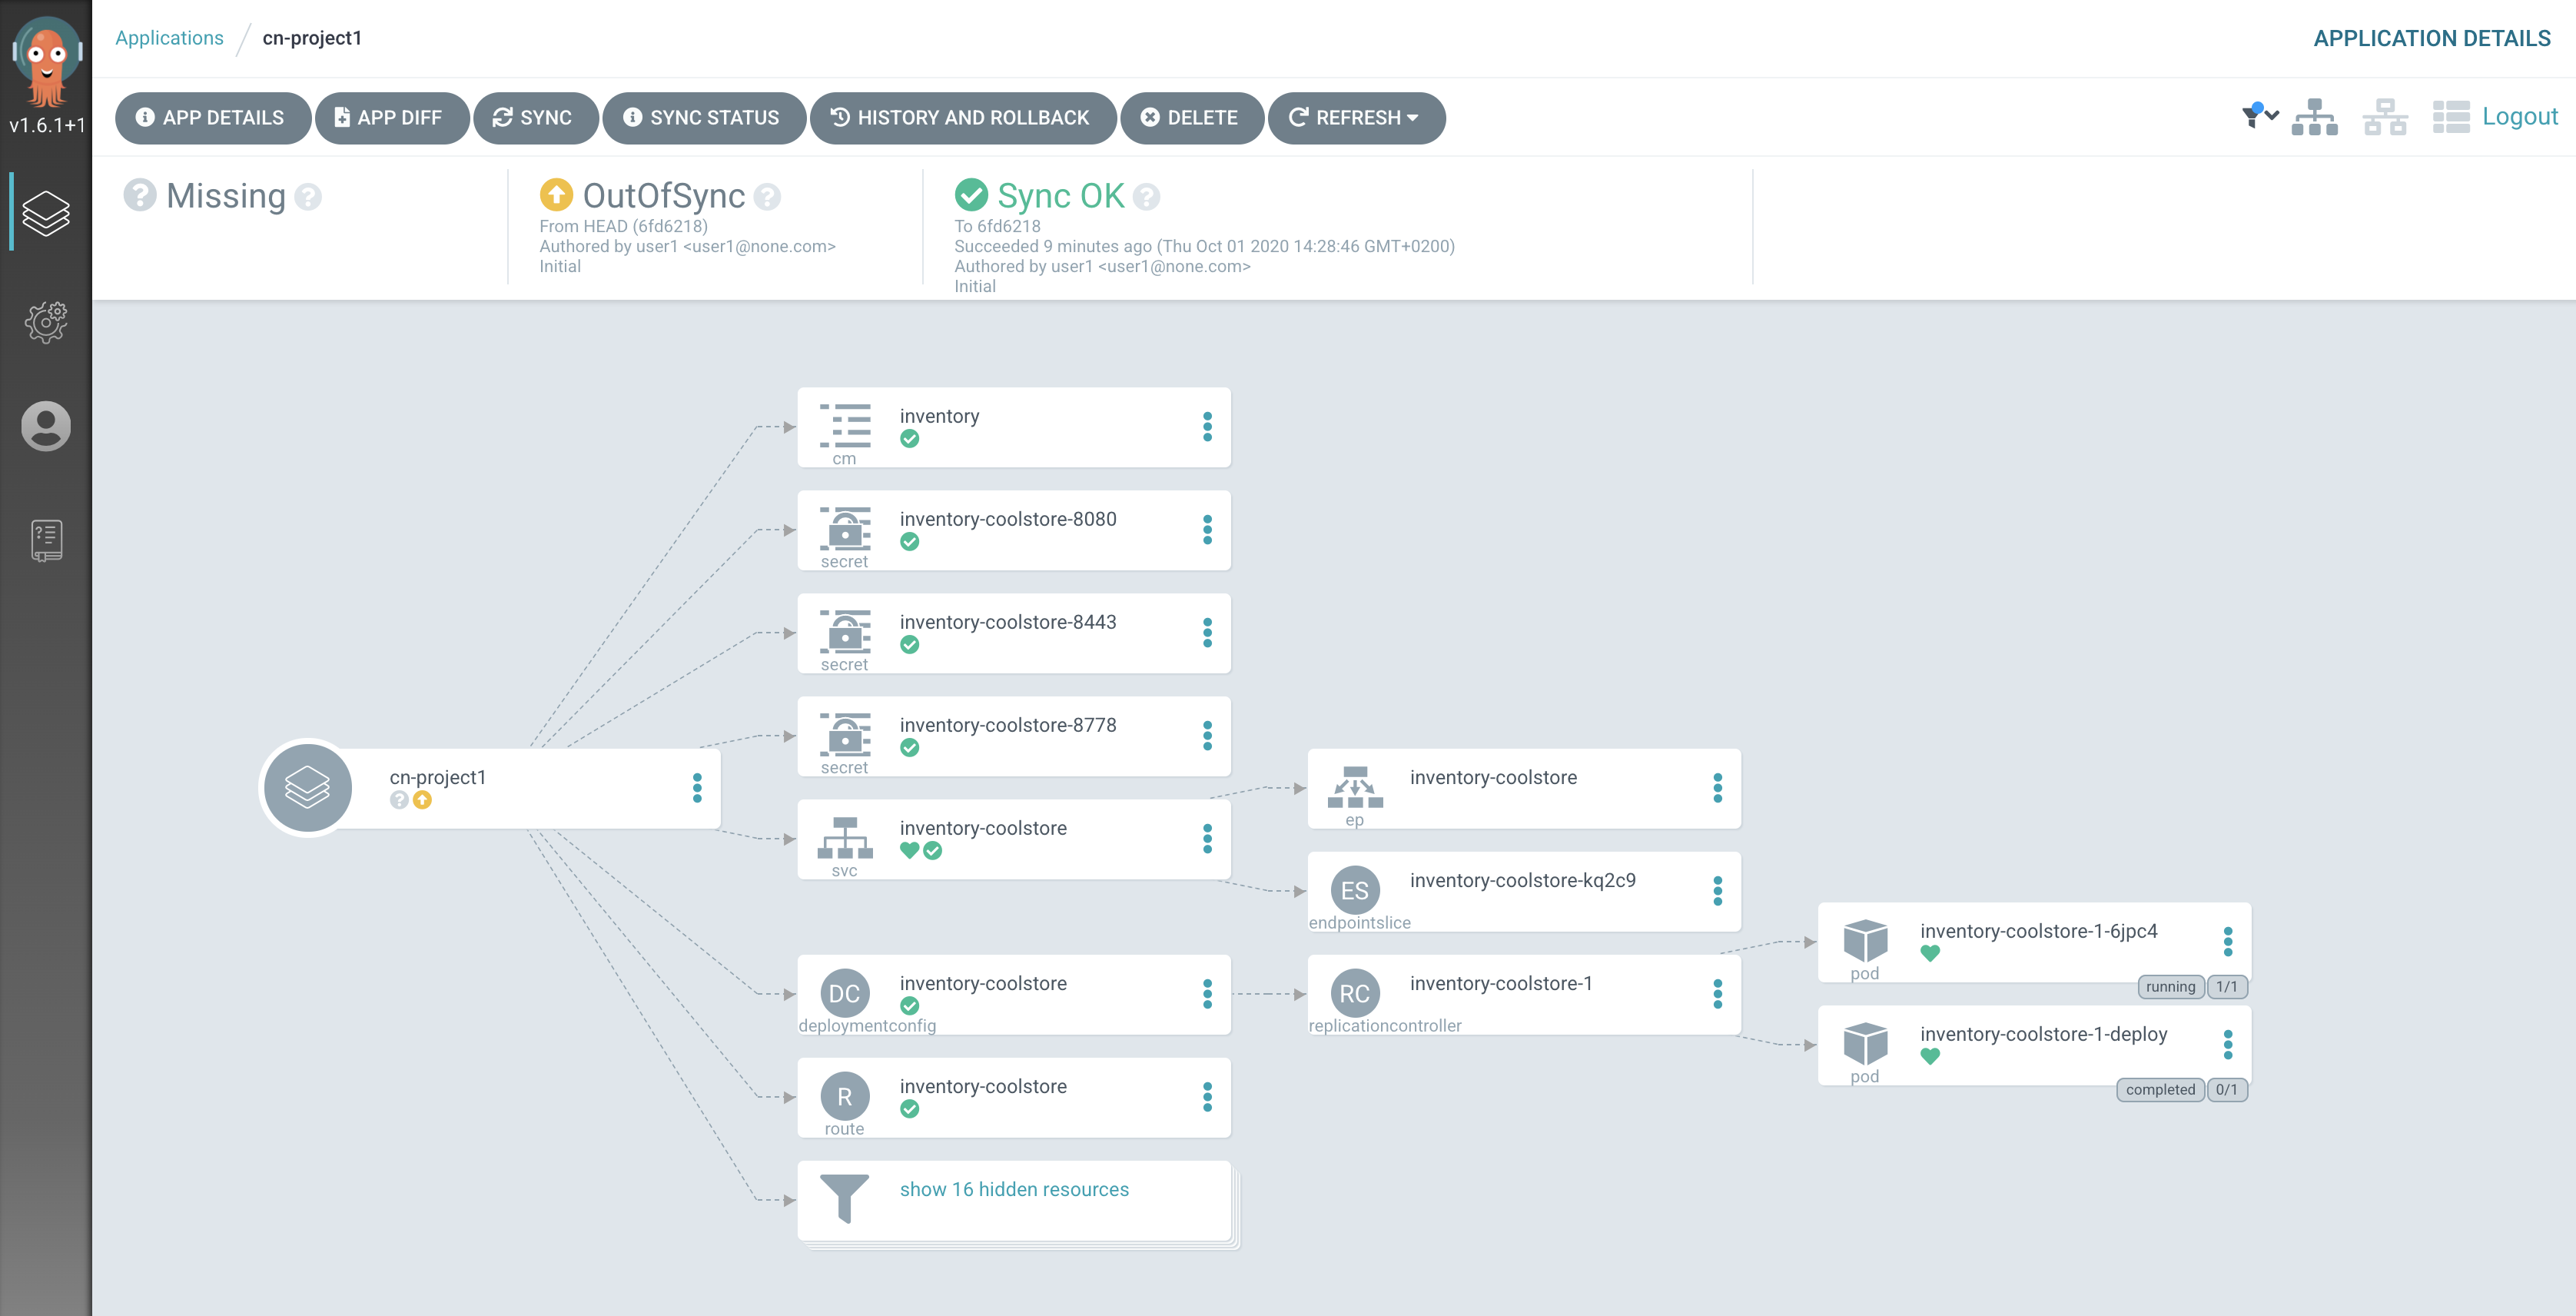 v1.6.1+1
Applications / cn-project1
APPLICATION DETAILS
APP DETAILS
APP DIFF
SYNC
SYNC STATUS
HISTORY AND ROLLBACK
DELETE
REFRESH
Logout
Missing
OutOfSync
From HEAD (6fd6218)
Authored by user1 <user1@none.com>
Initial
Sync OK
To 6fd6218
Succeeded 9 minutes ago (Thu Oct 01 2020 14:28:46 GMT+0200)
Authored by user1 <user1@none.com>
Initial
cn-project1
inventory
cm
inventory-coolstore-8080
secret
inventory-coolstore-8443
secret
inventory-coolstore-8778
secret
inventory-coolstore
svc
DC
inventory-coolstore
deploymentconfig
R
inventory-coolstore
route
show 16 hidden resources
inventory-coolstore
ep
ES
inventory-coolstore-kq2c9
endpointslice
RC
inventory-coolstore-1
replicationcontroller
inventory-coolstore-1-6jpc4
pod
running 1/1
inventory-coolstore-1-deploy
pod
completed 0/1